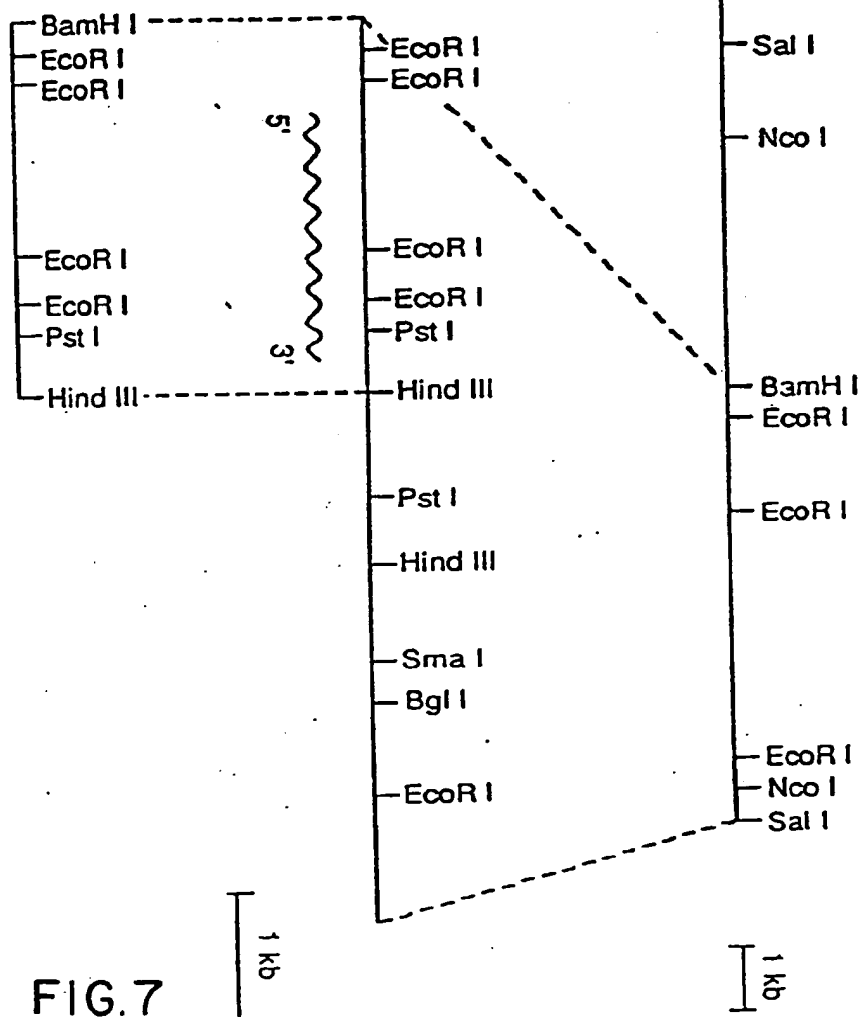 BamH I
EcoR I
EcoR I
EcoR I
EcoR I
Pst I
Hind III
5'
3'
EcoR I
EcoR I
EcoR I
EcoR I
Pst I
Hind III
Pst I
Hind III
Sma I
Bgl I
EcoR I
Sal I
Nco I
BamH I
EcoR I
EcoR I
EcoR I
Nco I
Sal I
1 kb
1 kb
FIG.7